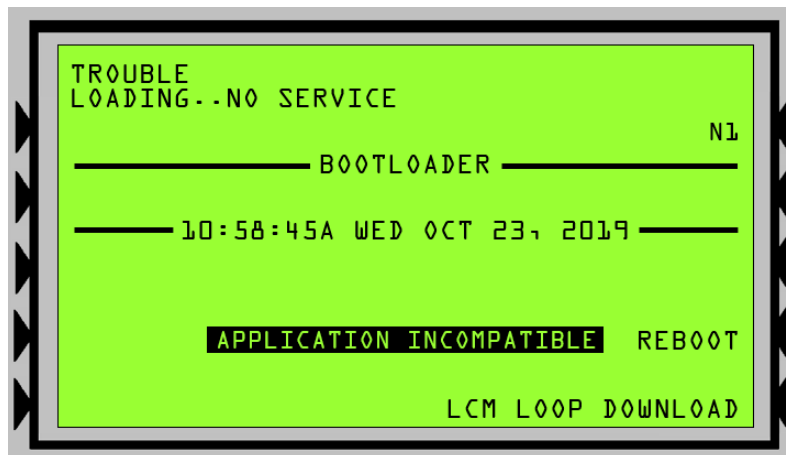 TROUBLE
LOADING..NO SERVICE
N1
BOOTLOADER
10:58:45A WED OCT 23, 2019
APPLICATION INCOMPATIBLE REBOOT
LCM LOOP DOWNLOAD